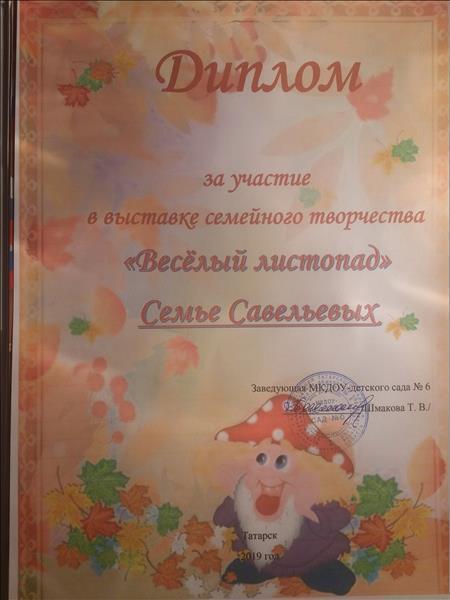 Диплом
за участие
в выставке семейного творчества
«Весёлый листопад»
Семье Савельевых
Заведующая МКДОУ-детского сада № 6
/Шмакова Т. В./
Татарск
2019 год